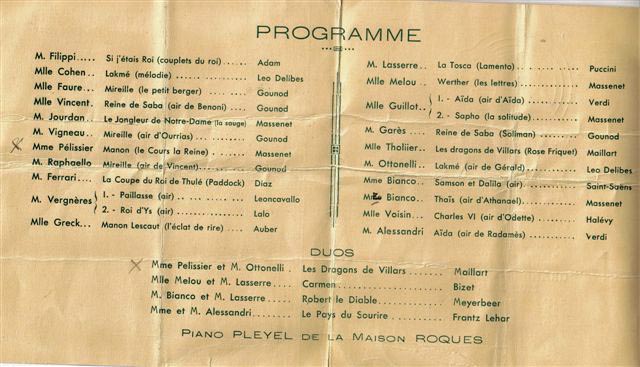 PROGRAMME
M. Filippi..... Si j'étais Roi (couplets du roi)..... Adam
Mlle Cohen.. Lakmé (mélodie) ............... Leo Delibes
Mlle Faure.. Mireille (le petit berger) ....... Gounod
Mlle Vincent. Reine de Saba (air de Benoni) . Gounod
M. Jourdan.. Le Jongleur de Notre-Dame (la sauge) Massenet
M. Vigneau.. Mireille (air d'Ourrias)......... Gounod
Mme Pélissier Manon (le Cours la Reine) ..... Massenet
M. Raphaello Mireille (air de Vincent)....... Gounod
M. Ferrari.... La Coupe du Roi de Thulé (Paddock) Diaz
M. Vergnères
1. - Paillasse (air) ............ Leoncavallo
2. - Roi d'Ys (air) ............. Lalo
Mlle Greck... Manon Lescaut (l'éclat de rire) .... Auber
M. Lasserre.. La Tosca (Lamento) ........... Puccini
Mlle Melou .. Werther (les lettres) .......... Massenet
Mlle Guillot..
1. - Aïda (air d'Aïda) ......... Verdi
2. - Sapho (la solitude) ....... Massenet
M. Garès.... Reine de Saba (Soliman) ....... Gounod
Mlle Tholiier.. Les dragons de Villars (Rose Friquet) Maillart
M. Ottonelli.. Lakmé (air de Gérald) ......... Leo Delibes
Mme Bianco.. Samson et Dalila (air) ......... Saint-Saëns
M. Bianco.. Thaïs (air d'Athanael)......... Massenet
Mlle Voisin... Charles VI (air d'Odette) ...... Halévy
M. Alessandri Aïda (air de Radamès) ......... Verdi
DUOS
Mme Pelissier et M. Ottonelli . Les Dragons de Villars....... Maillart
Mlle Melou et M. Lasserre.... Carmen................... Bizet
M. Bianco et M. Lasserre.... Robert le Diable........... Meyerbeer
Mme et M. Alessandri....... Le Pays du Sourire ......... Frantz Lehar
PIANO PLEYEL DE LA MAISON ROQUES